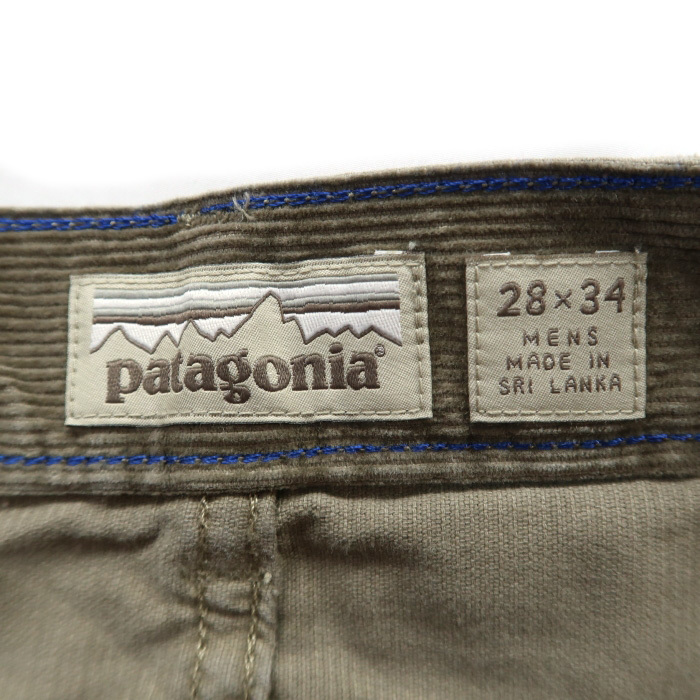 patagonia®
28×34
MENS
MADE IN
SRI LANKA